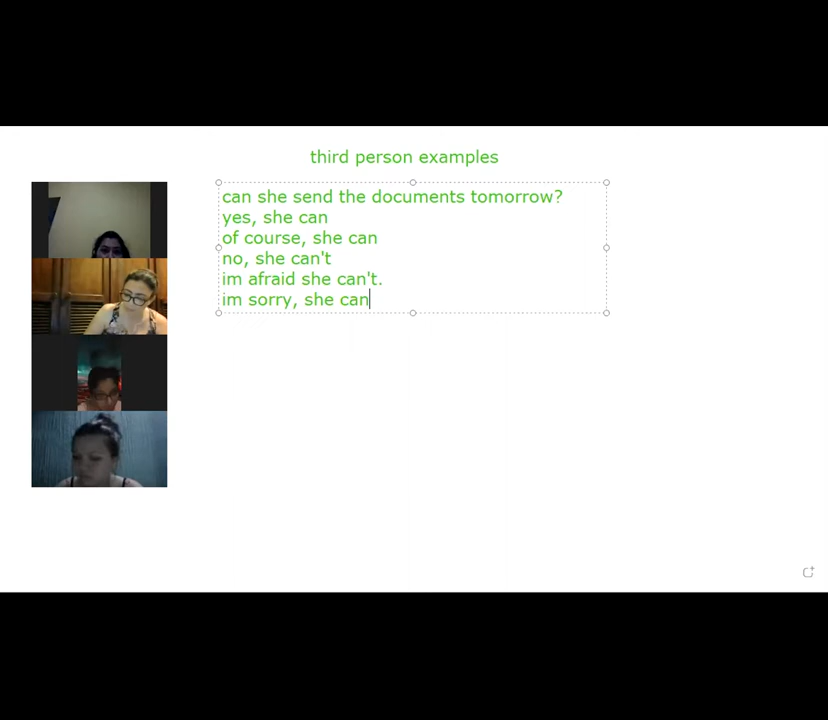 third person examples
can she send the documents tomorrow?
yes, she can
of course, she can
no, she can't
im afraid she can't.
im sorry, she can